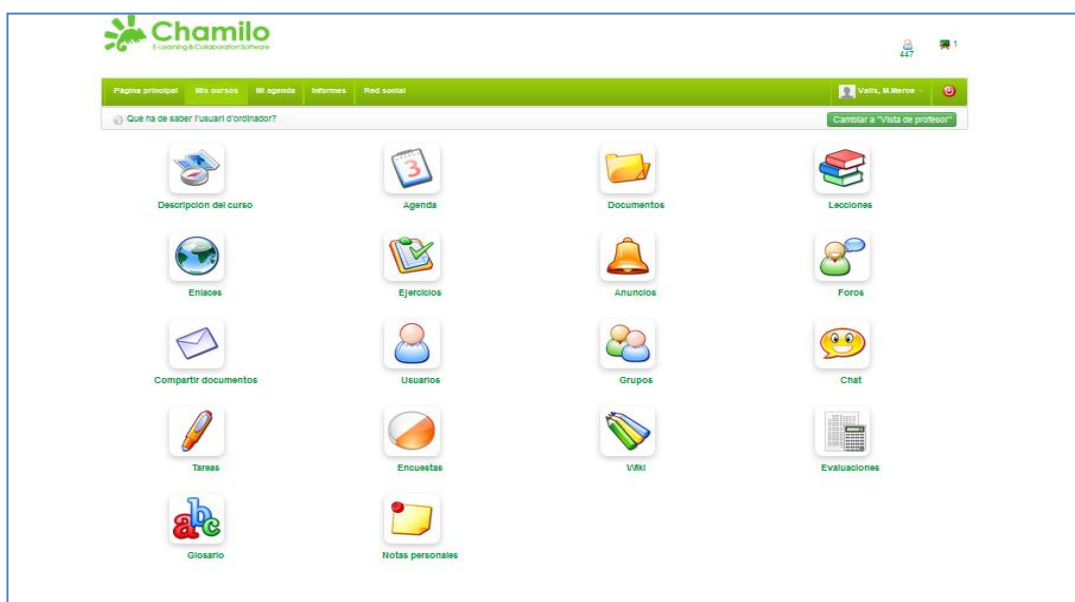 Chamilo
E-Learning & Collaboration Software
447
1
Página principal Mis cursos Mi agenda Informes Red social Valls, M.Merce
Que ha de saber l'usuari d'ordinador? Cambiar a "Vista de profesor"
3
Descripción del curso Agenda Documentos Lecciones
Enlaces Ejercicios Anuncios Foros
Compartir documentos Usuarios Grupos Chat
Tareas Encuestas Wiki Evaluaciones
abc
Glosario Notas personales